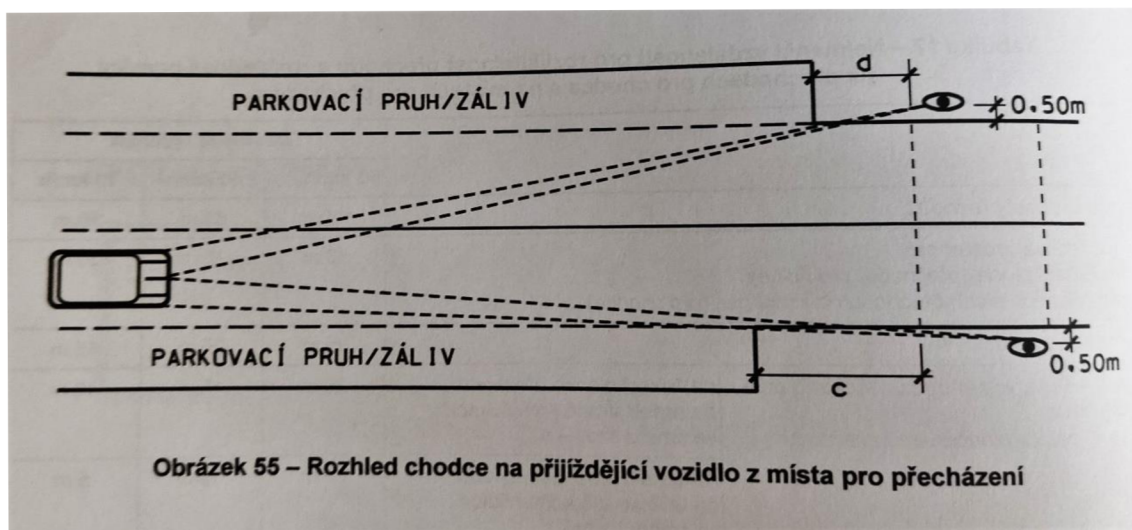 d
PARKOVACÍ PRUH/ZÁLIV
0.50m
PARKOVACÍ PRUH/ZÁLIV
0.50m
c
Obrázek 55 – Rozhled chodce na přijíždějící vozidlo z místa pro přecházení